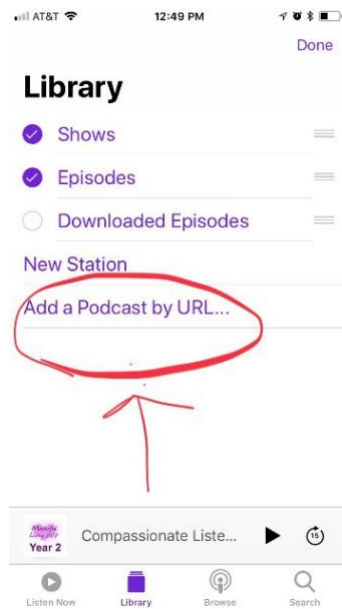 AT&T 12:49 PM
Done
Library
Shows
Episodes
Downloaded Episodes
New Station
Add a Podcast by URL...
Year 2
Compassionate Liste...
15
Listen Now Library Browse Search